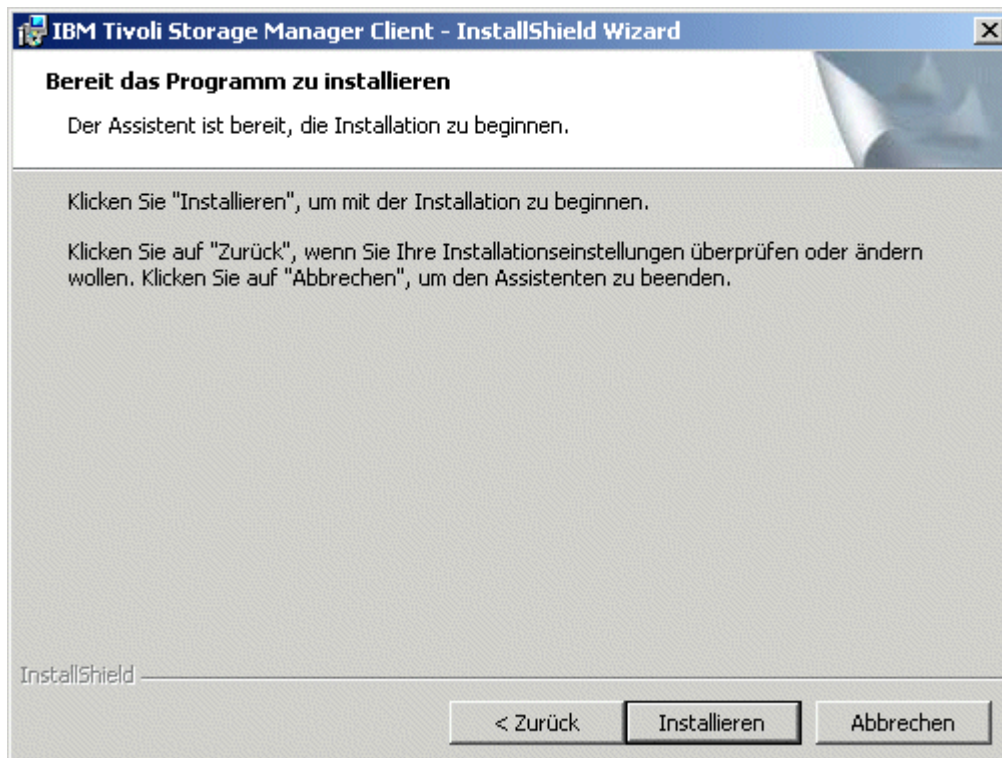 IBM Tivoli Storage Manager Client - InstallShield Wizard
Bereit das Programm zu installieren
Der Assistent ist bereit, die Installation zu beginnen.
Klicken Sie "Installieren", um mit der Installation zu beginnen.
Klicken Sie auf "Zurück", wenn Sie Ihre Installationseinstellungen überprüfen oder ändern
wollen. Klicken Sie auf "Abbrechen", um den Assistenten zu beenden.
InstallShield
< Zurück Installieren Abbrechen